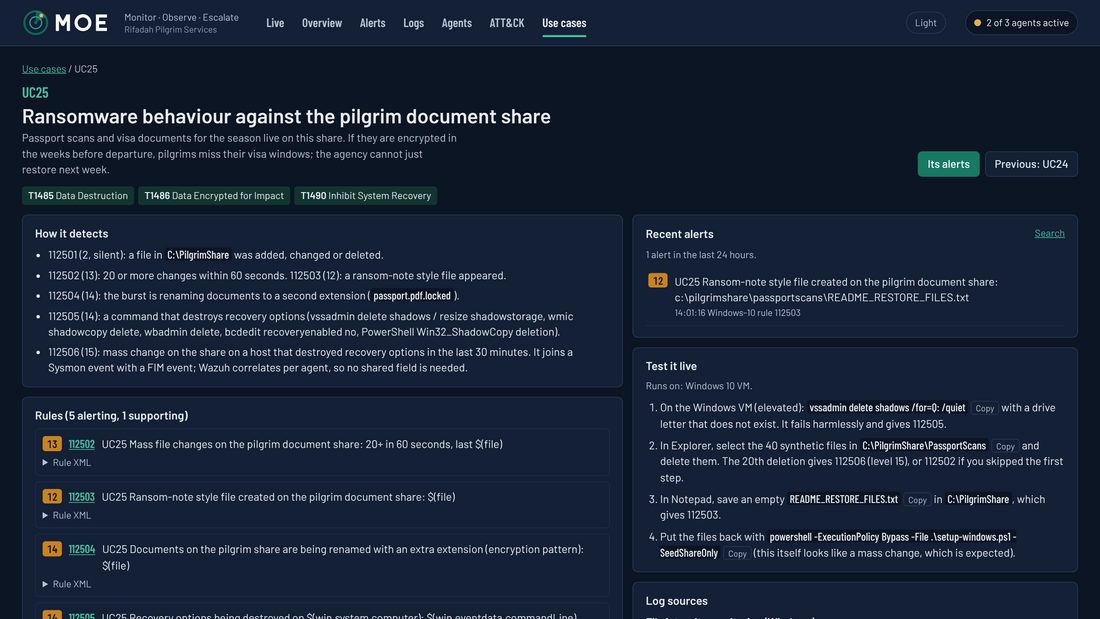 MOE
Monitor · Observe · Escalate
Rifadah Pilgrim Services
Live
Overview
Alerts
Logs
Agents
ATT&CK
Use cases
Light
2 of 3 agents active
Use cases / UC25
UC25
Ransomware behaviour against the pilgrim document share
Passport scans and visa documents for the season live on this share. If they are encrypted in
the weeks before departure, pilgrims miss their visa windows; the agency cannot just
restore next week.
Its alerts
Previous: UC24
T1485 Data Destruction
T1486 Data Encrypted for Impact
T1490 Inhibit System Recovery
How it detects
• 112501 (2, silent): a file in C:\PilgrimShare was added, changed or deleted.
• 112502 (13): 20 or more changes within 60 seconds. 112503 (12): a ransom-note style file appeared.
• 112504 (14): the burst is renaming documents to a second extension ( passport.pdf.locked ).
• 112505 (14): a command that destroys recovery options (vssadmin delete shadows / resize shadowstorage, wmic
shadowcopy delete, wbadmin delete, bcdedit recoveryenabled no, PowerShell Win32_ShadowCopy deletion).
• 112506 (15): mass change on the share on a host that destroyed recovery options in the last 30 minutes. It joins a
Sysmon event with a FIM event; Wazuh correlates per agent, so no shared field is needed.
Rules (5 alerting, 1 supporting)
13 112502 UC25 Mass file changes on the pilgrim document share: 20+ in 60 seconds, last $(file)
Rule XML
12 112503 UC25 Ransom-note style file created on the pilgrim document share: $(file)
Rule XML
14 112504 UC25 Documents on the pilgrim share are being renamed with an extra extension (encryption pattern):
$(file)
Rule XML
14 112505 UC25 Recovery options being destroyed on $(win.system.computer): $(win.eventdata.commandLine)
Recent alerts
Search
1 alert in the last 24 hours.
12 UC25 Ransom-note style file created on the pilgrim document share:
c:\pilgrimshare\passportscans\README_RESTORE_FILES.txt
14:01:16 Windows-10 rule 112503
Test it live
Runs on: Windows 10 VM.
1. On the Windows VM (elevated): vssadmin delete shadows /for=Q: /quiet Copy with a drive
letter that does not exist. It fails harmlessly and gives 112505.
2. In Explorer, select the 40 synthetic files in C:\PilgrimShare\PassportScans Copy and
delete them. The 20th deletion gives 112506 (level 15), or 112502 if you skipped the first
step.
3. In Notepad, save an empty README_RESTORE_FILES.txt Copy in C:\PilgrimShare , which
gives 112503.
4. Put the files back with powershell -ExecutionPolicy Bypass -File .\setup-windows.ps1 -
SeedShareOnly Copy (this itself looks like a mass change, which is expected).
Log sources